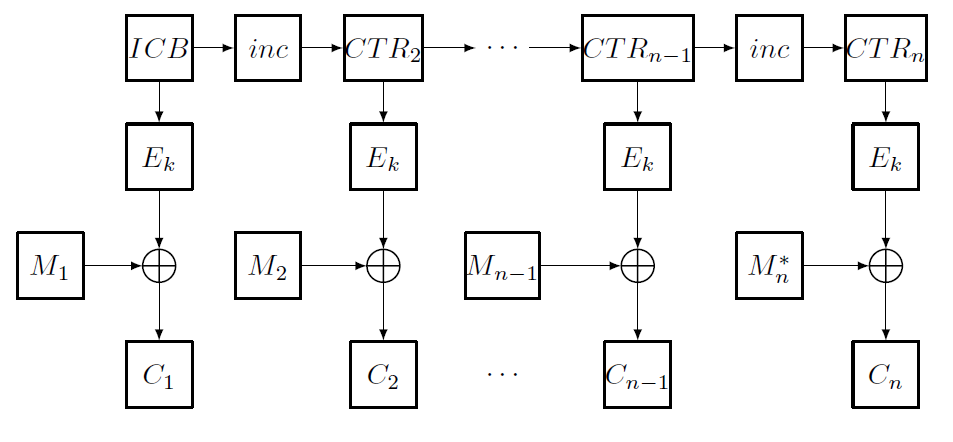 ICB inc CTR₂ ⋯ CTRₙ₋₁ inc CTRₙ
Eₖ Eₖ Eₖ Eₖ
M₁ M₂ Mₙ₋₁ Mₙ*
C₁ C₂ ⋯ Cₙ₋₁ Cₙ